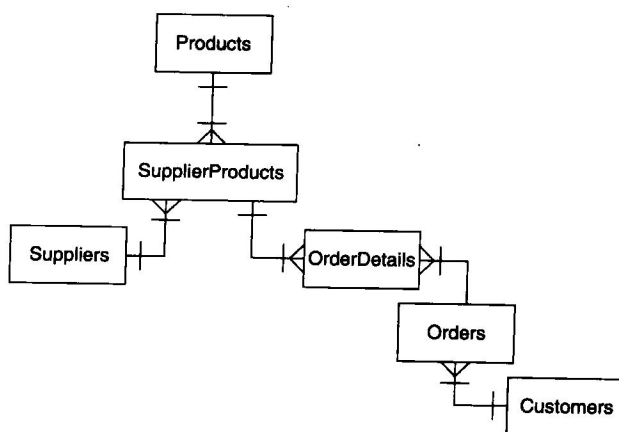 Products
SupplierProducts
Suppliers
OrderDetails
Orders
Customers